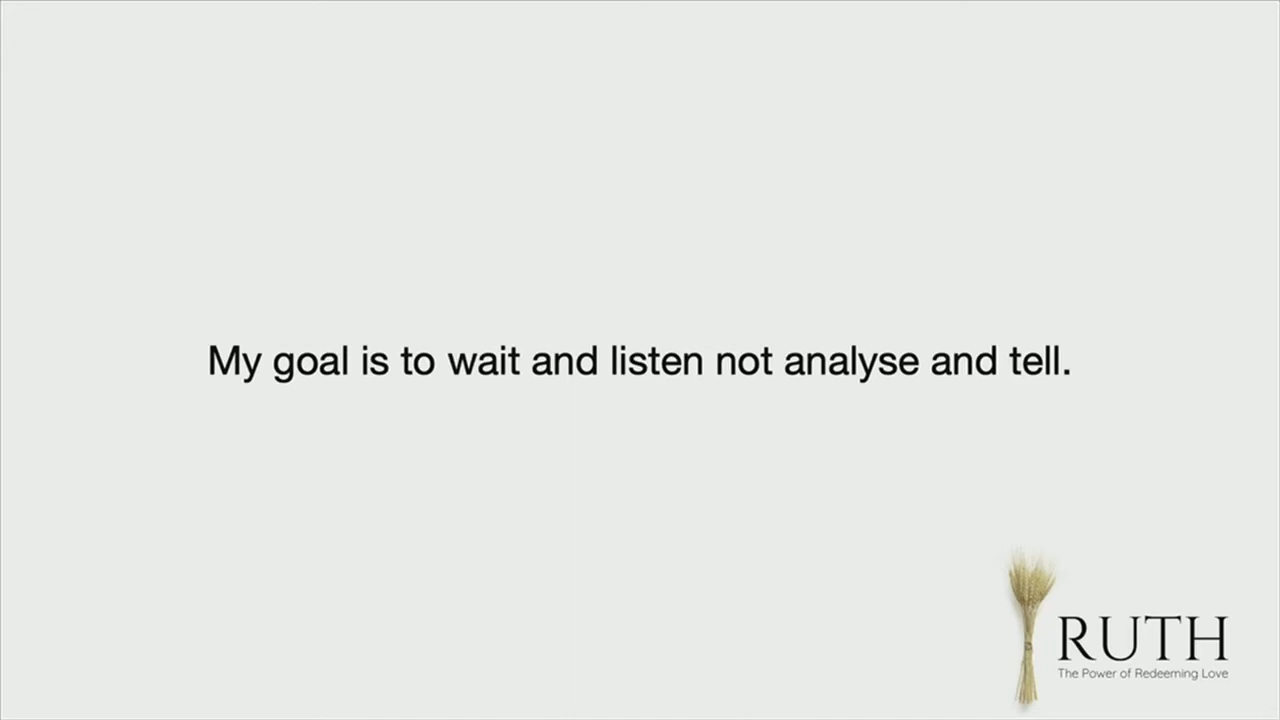 My goal is to wait and listen not analyse and tell.
RUTH
The Power of Redeeming Love